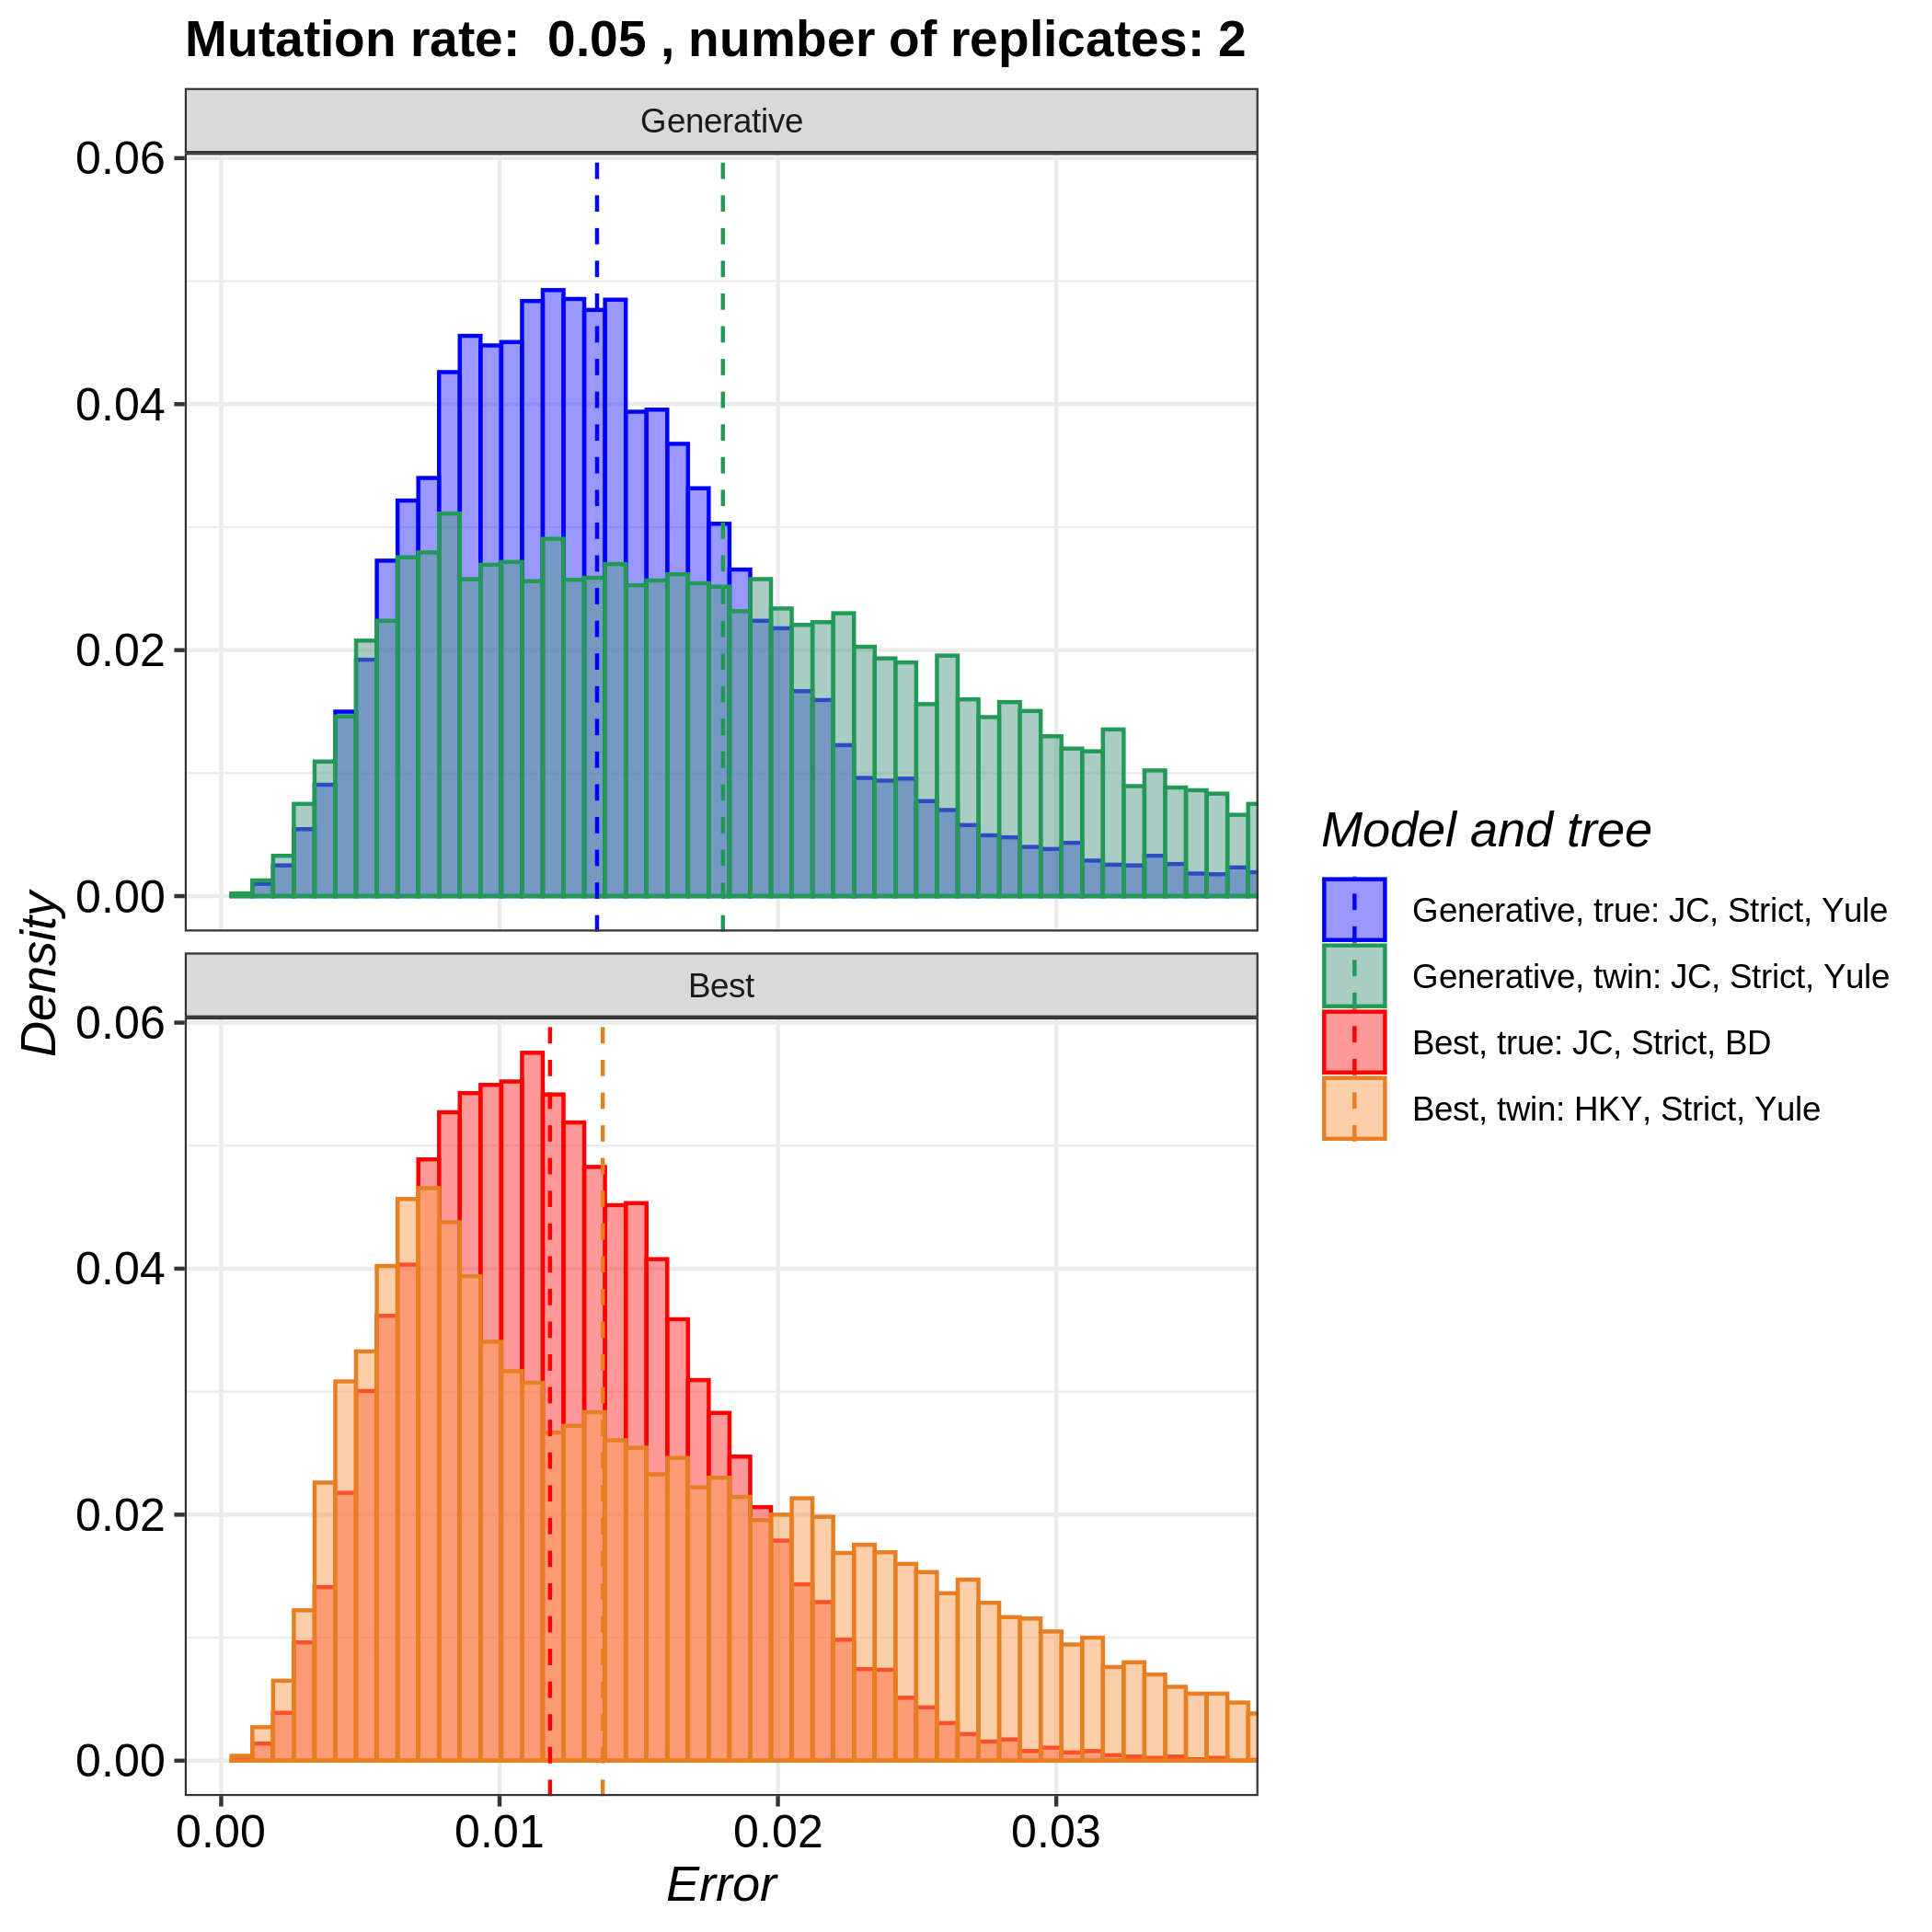 Mutation rate:  0.05 , number of replicates: 2
Generative
0.06
0.04
0.02
0.00
Best
0.06
0.04
0.02
0.00
0.00 0.01 0.02 0.03
Error
Density
Model and tree
Generative, true: JC, Strict, Yule
Generative, twin: JC, Strict, Yule
Best, true: JC, Strict, BD
Best, twin: HKY, Strict, Yule